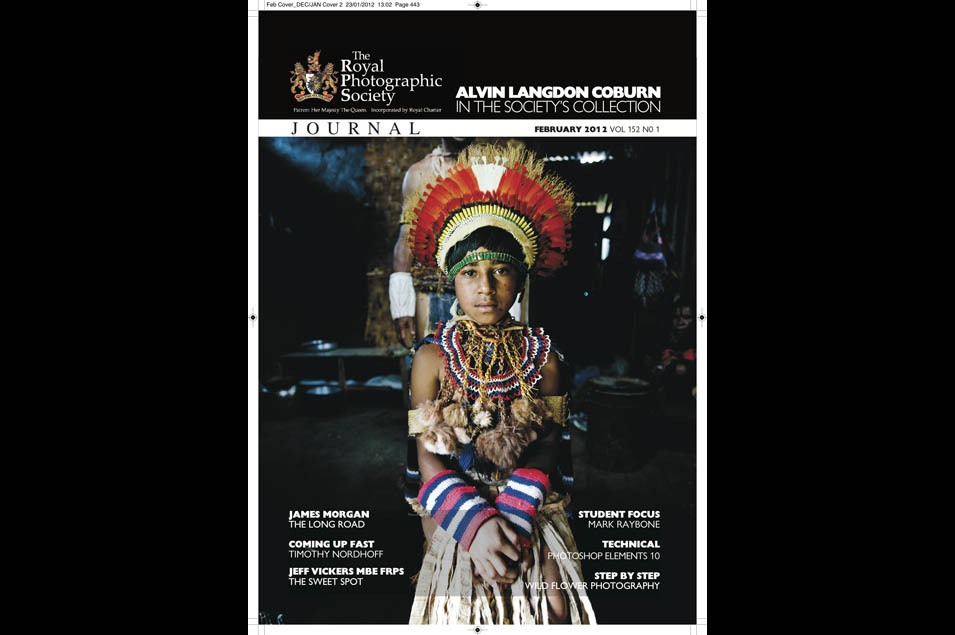 Feb Cover_DEC/JAN Cover 2 23/01/2012 13:02 Page 443
The
Royal
Photographic
Society
Patron: Her Majesty The Queen. Incorporated by Royal Charter
ALVIN LANGDON COBURN
IN THE SOCIETY'S COLLECTION
JOURNAL
FEBRUARY 2012 VOL 152 NO 1
JAMES MORGAN
THE LONG ROAD
COMING UP FAST
TIMOTHY NORDHOFF
JEFF VICKERS MBE FRPS
THE SWEET SPOT
STUDENT FOCUS
MARK RAYBONE
TECHNICAL
PHOTOSHOP ELEMENTS 10
STEP BY STEP
WILD FLOWER PHOTOGRAPHY